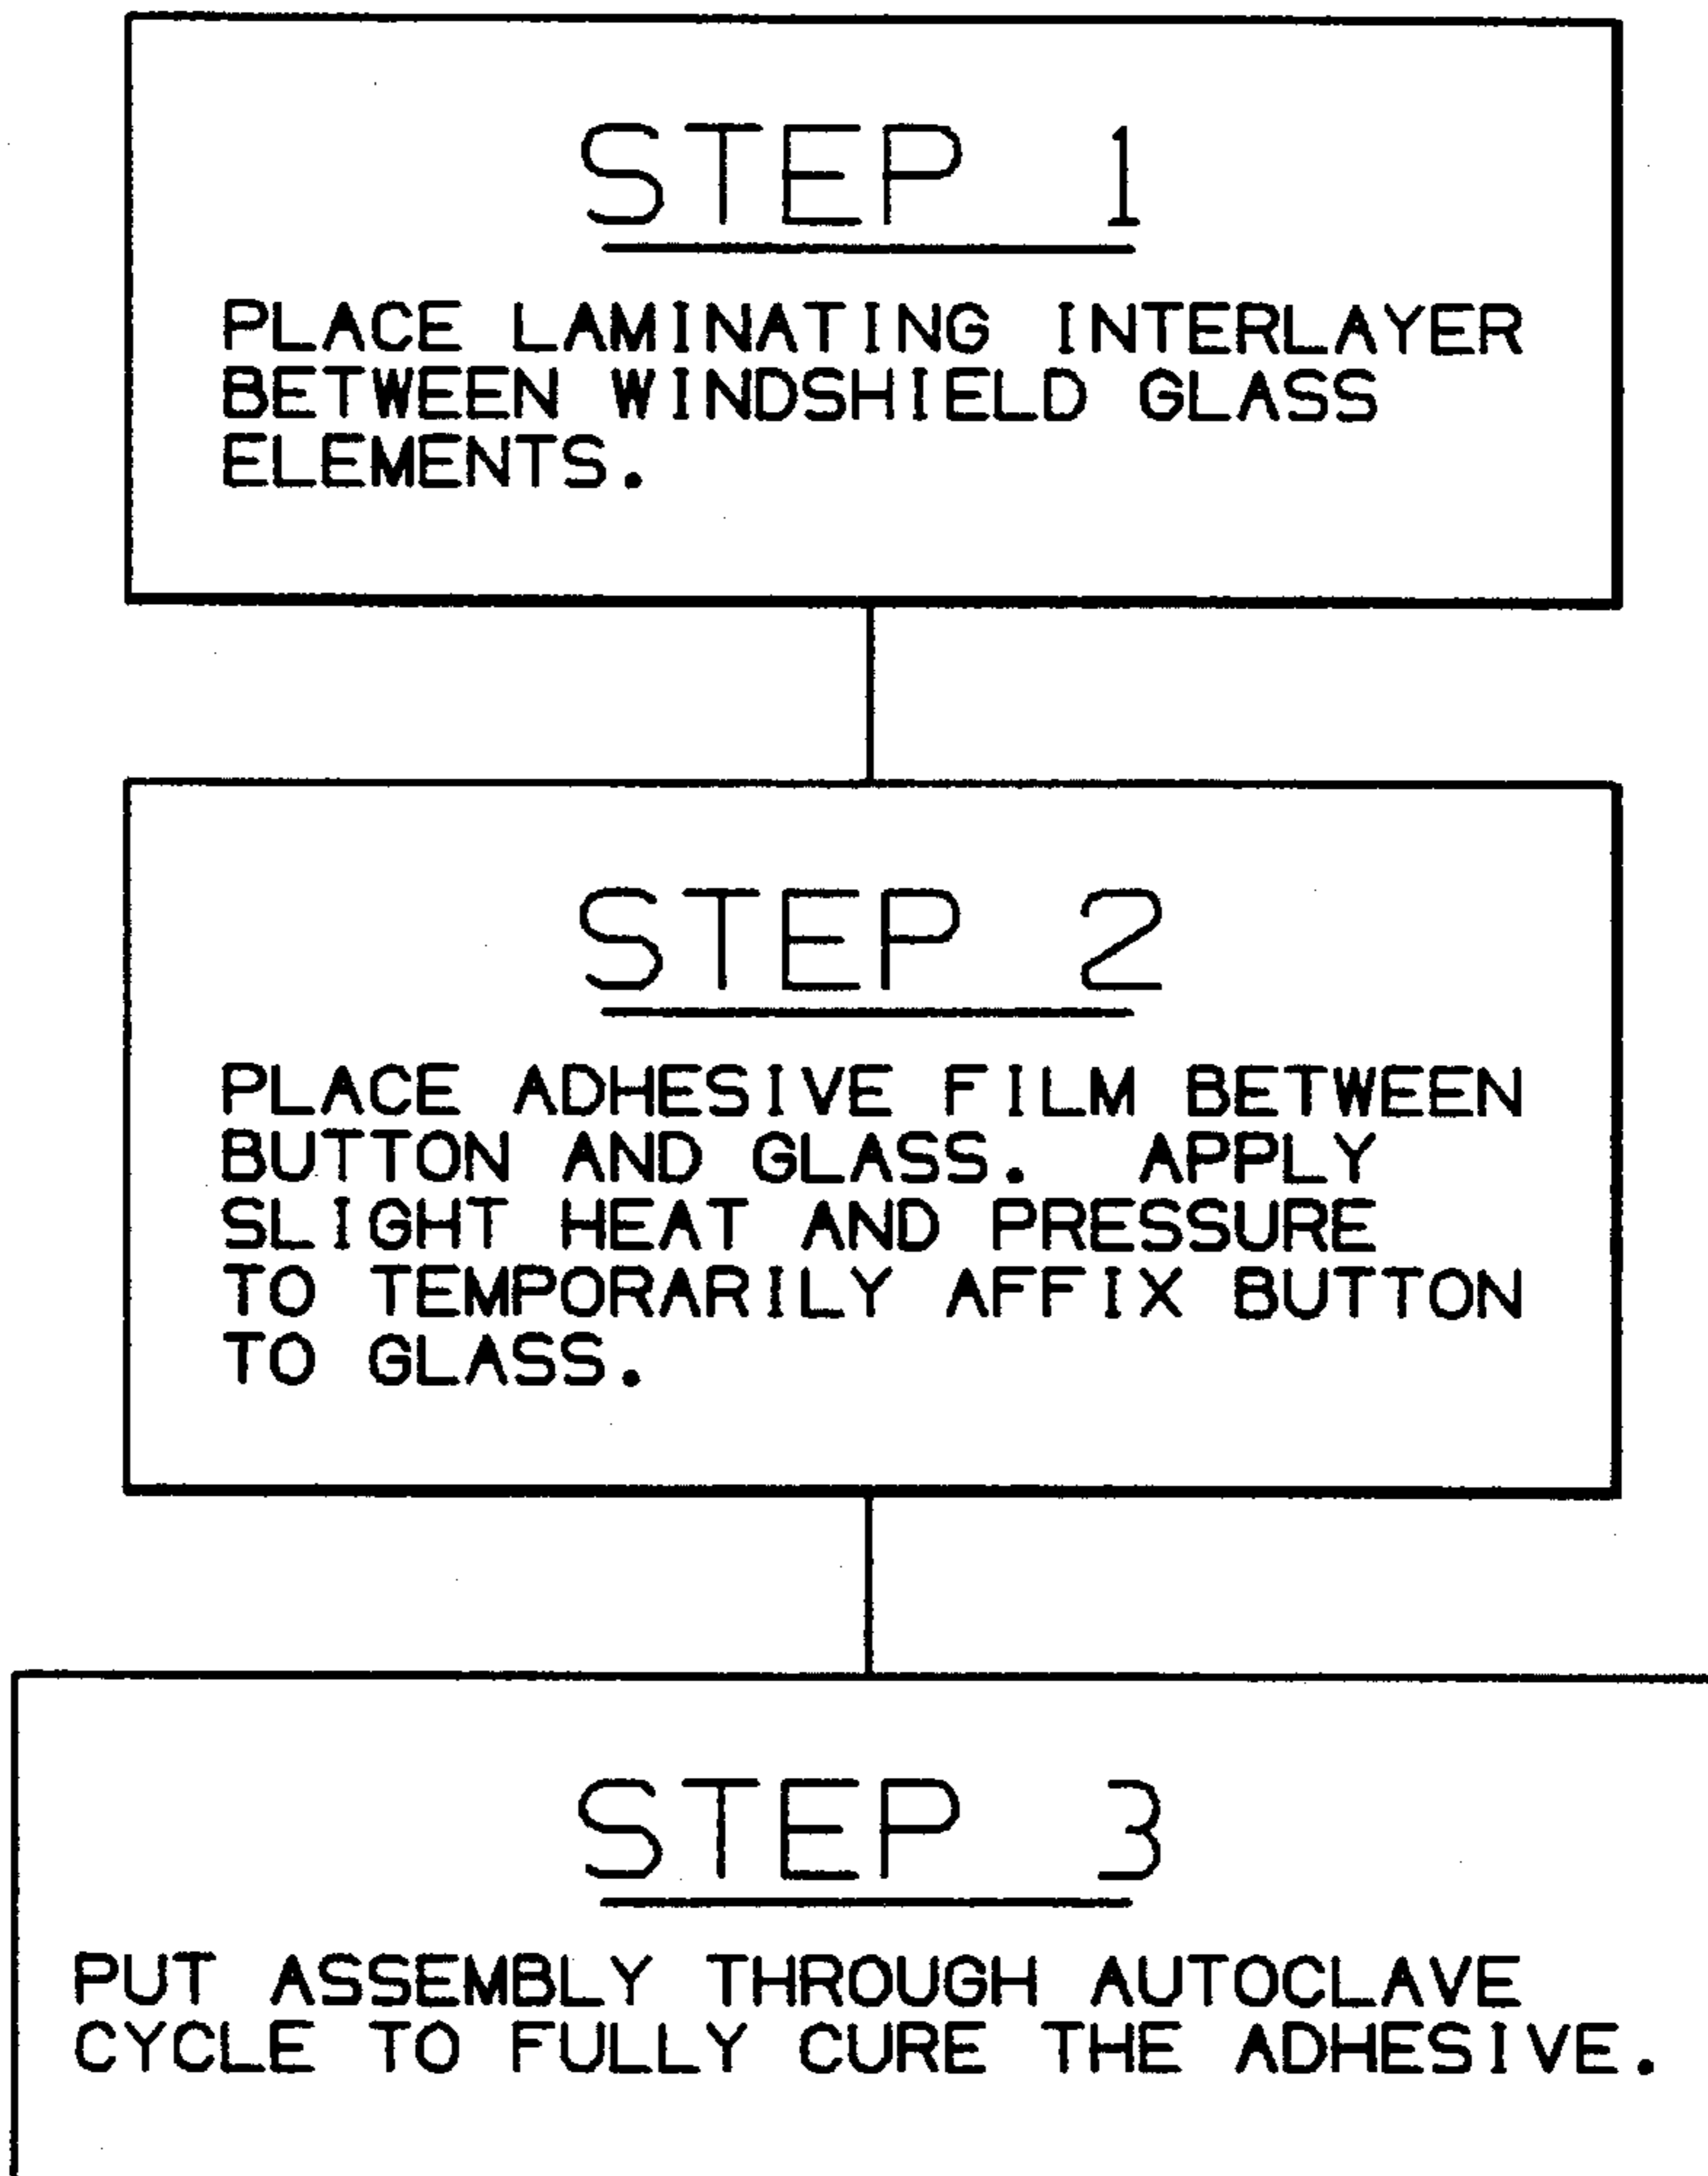 STEP 1
PLACE LAMINATING INTERLAYER
BETWEEN WINDSHIELD GLASS
ELEMENTS.
STEP 2
PLACE ADHESIVE FILM BETWEEN
BUTTON AND GLASS. APPLY
SLIGHT HEAT AND PRESSURE
TO TEMPORARILY AFFIX BUTTON
TO GLASS.
STEP 3
PUT ASSEMBLY THROUGH AUTOCLAVE
CYCLE TO FULLY CURE THE ADHESIVE.